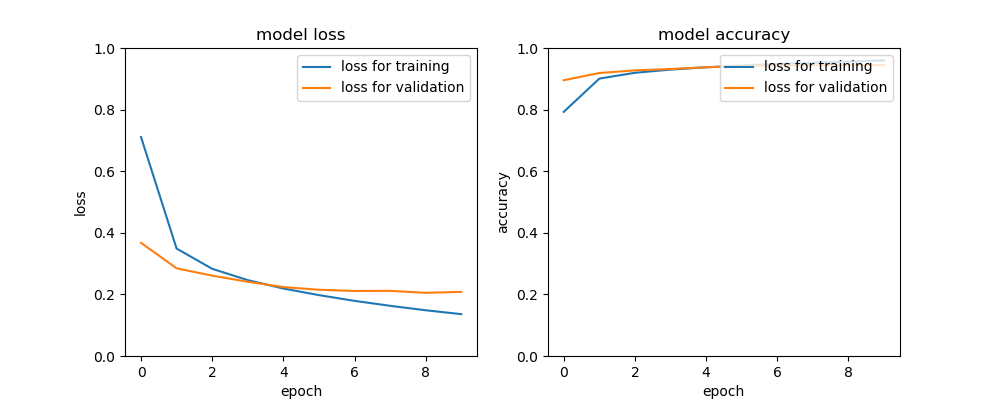 model loss
loss for training
loss for validation
1.0
0.8
0.6
0.4
0.2
0.0
loss
0 2 4 6 8
epoch
model accuracy
loss for training
loss for validation
1.0
0.8
0.6
0.4
0.2
0.0
accuracy
0 2 4 6 8
epoch